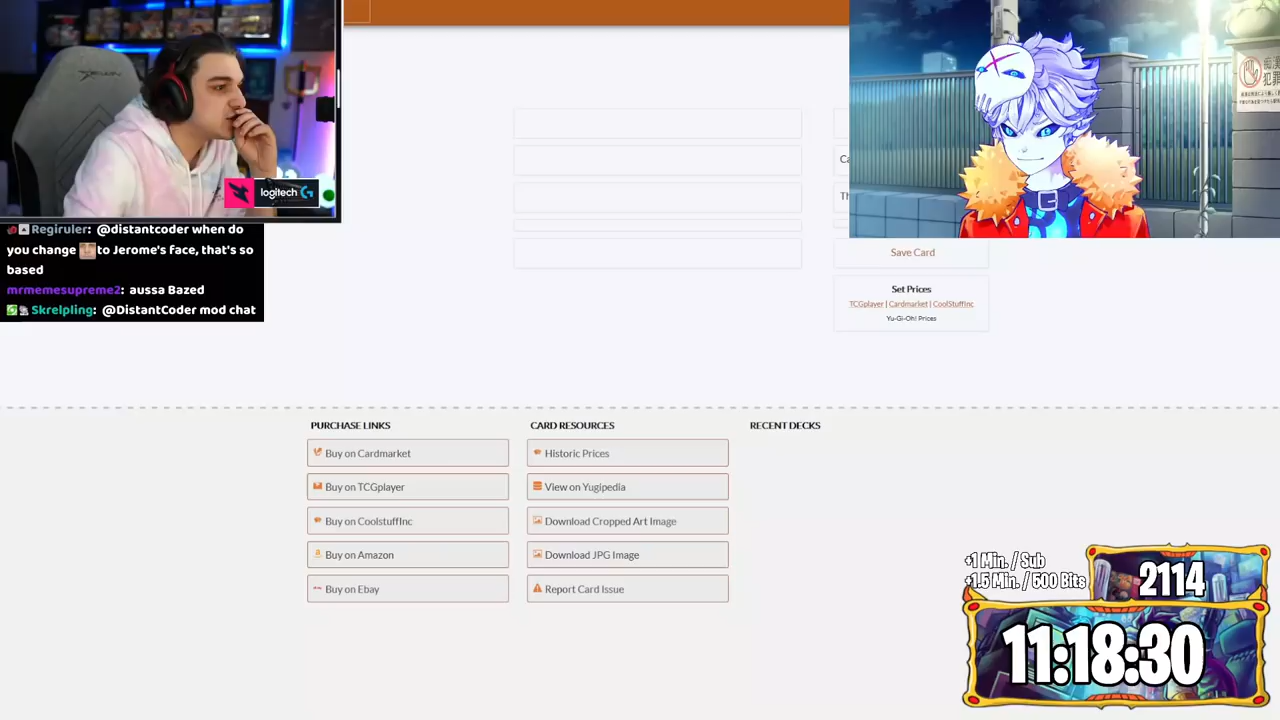 logitech G
Regiruler: @distantcoder when do
you change to Jerome's face, that's so
based
mrmemesupreme2: aussa Bazed
Skrelpling: @DistantCoder mod chat
Ca
Th
Save Card
Set Prices
TCGplayer | Cardmarket | CoolStuffInc
Yu-Gi-Oh! Prices
PURCHASE LINKS
Buy on Cardmarket
Buy on TCGplayer
Buy on CoolstuffInc
Buy on Amazon
Buy on Ebay
CARD RESOURCES
Historic Prices
View on Yugipedia
Download Cropped Art Image
Download JPG Image
Report Card Issue
RECENT DECKS
+1 Min. / Sub
+1.5 Min. / 500 Bits
2114
11:18:30